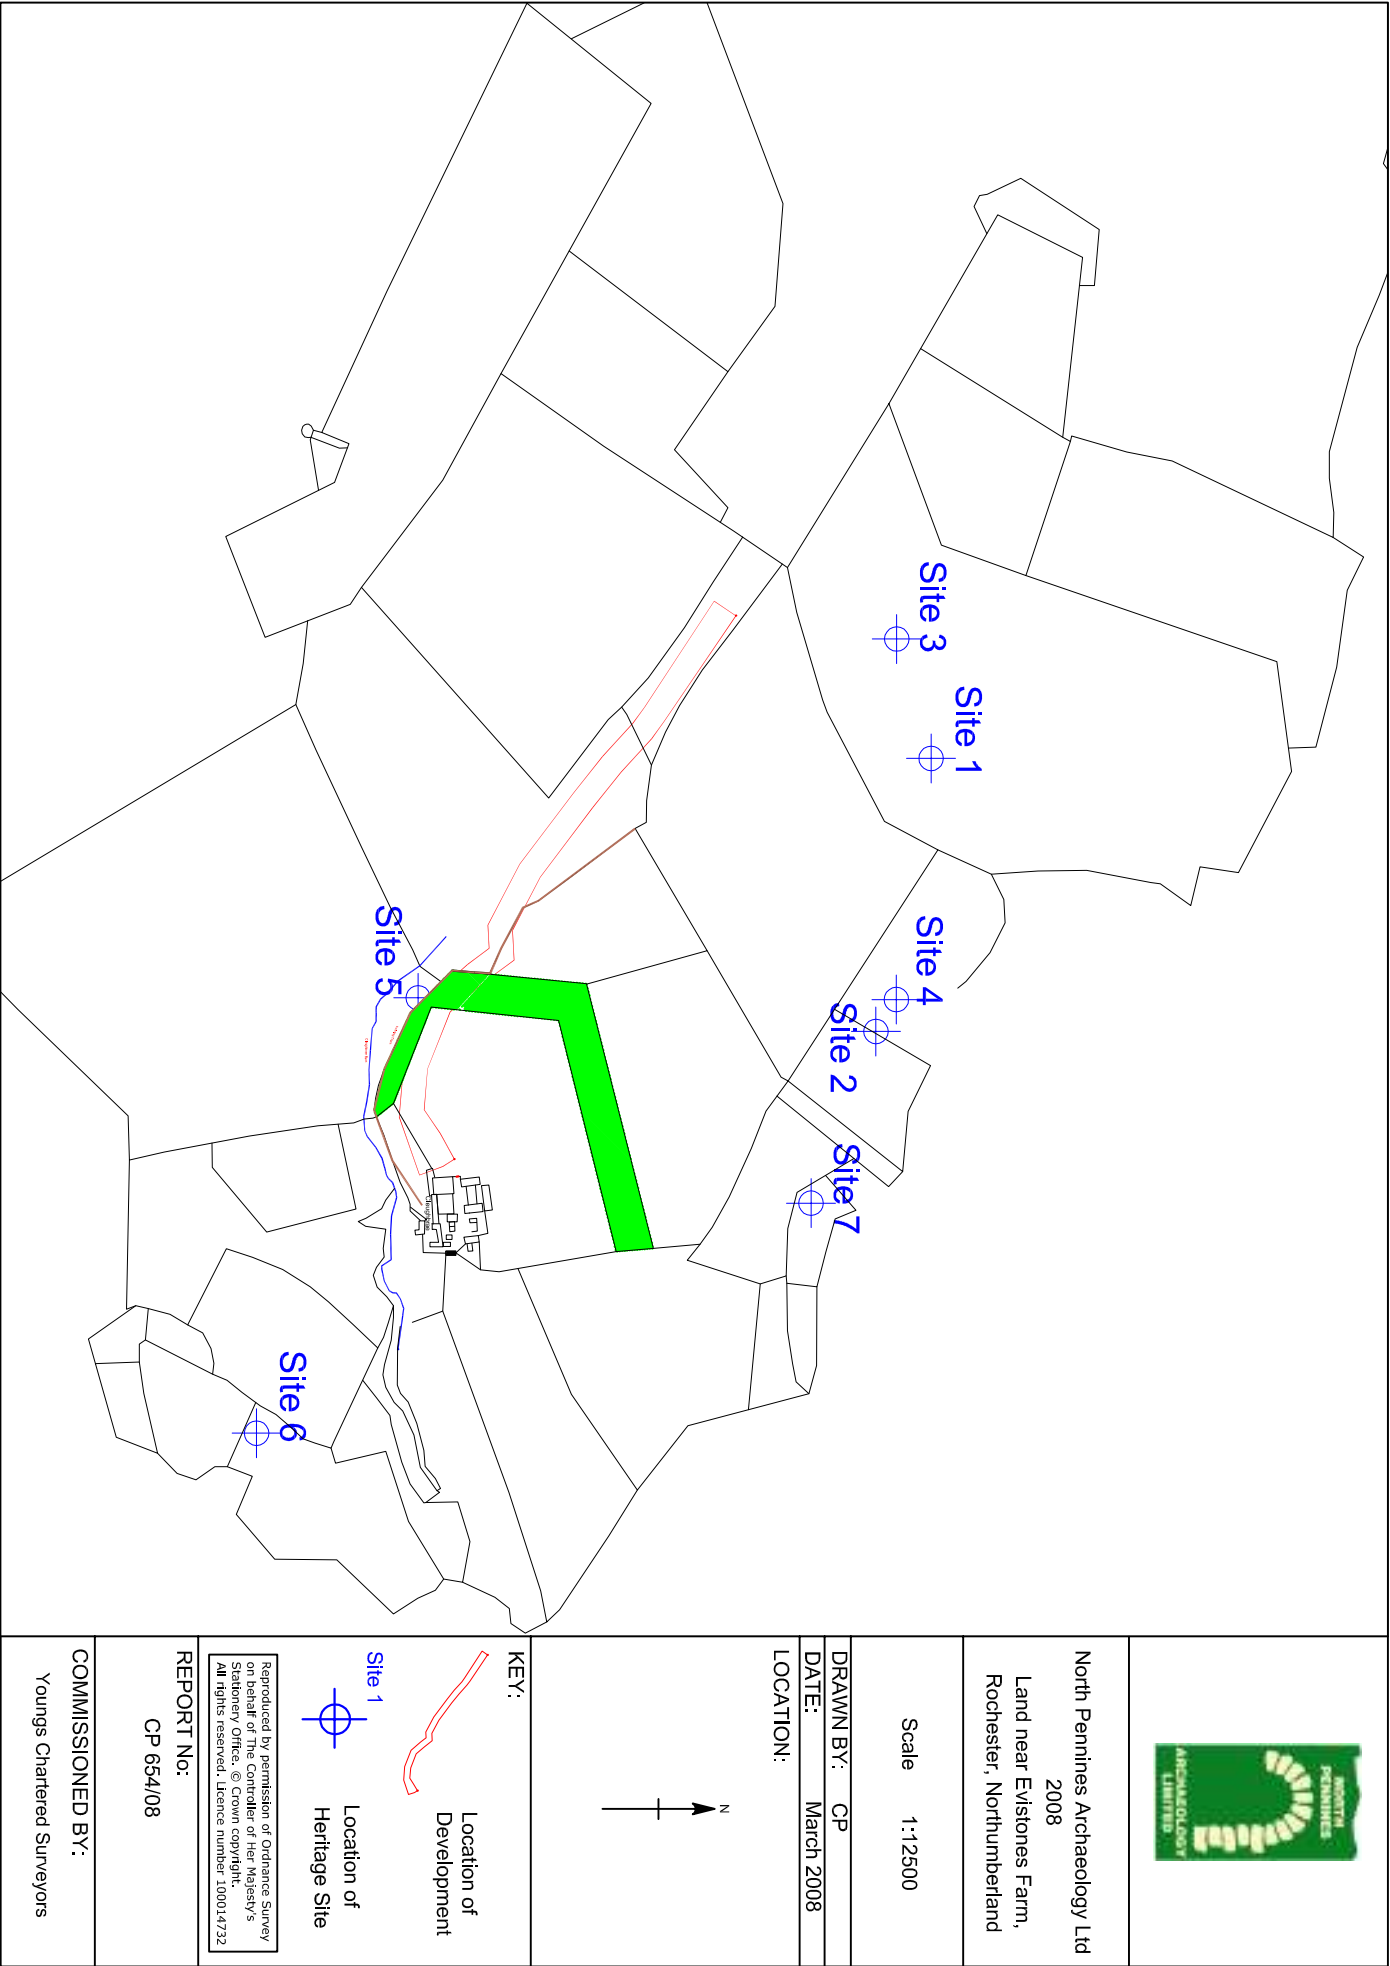 Site 3
Site 1
Site 4
Site 2
Site 7
Site 5
Site 6
NORTH
PENNINES
ARCHAEOLOGY
LIMITED
North Pennines Archaeology Ltd
2008
Land near Evistones Farm,
Rochester, Northumberland
Scale 1:12500
DRAWN BY: CP
DATE: March 2008
LOCATION:
N
KEY:
Location of
Development
Site 1
Location of
Heritage Site
Reproduced by permission of Ordnance Survey
on behalf of The Controller of Her Majesty's
Stationery Office. © Crown copyright.
All rights reserved. Licence number 100014732
REPORT No:
CP 654/08
COMMISSIONED BY:
Youngs Chartered Surveyors